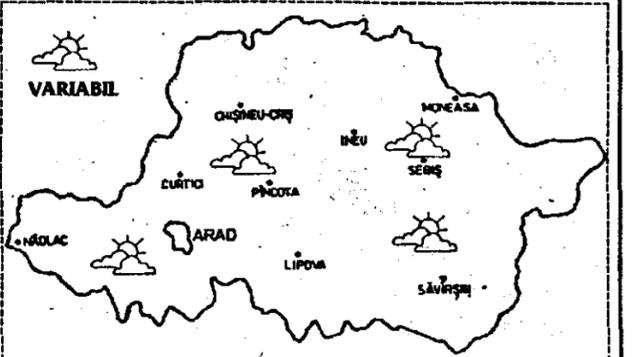 VARIABIL
MONEASA
CHIȘINEU-CRIȘ
INEU
SEBIȘ
CURTICI
PÎNCOTA
NĂDLAC
ARAD
LIPOVA
SĂVÎRȘIN